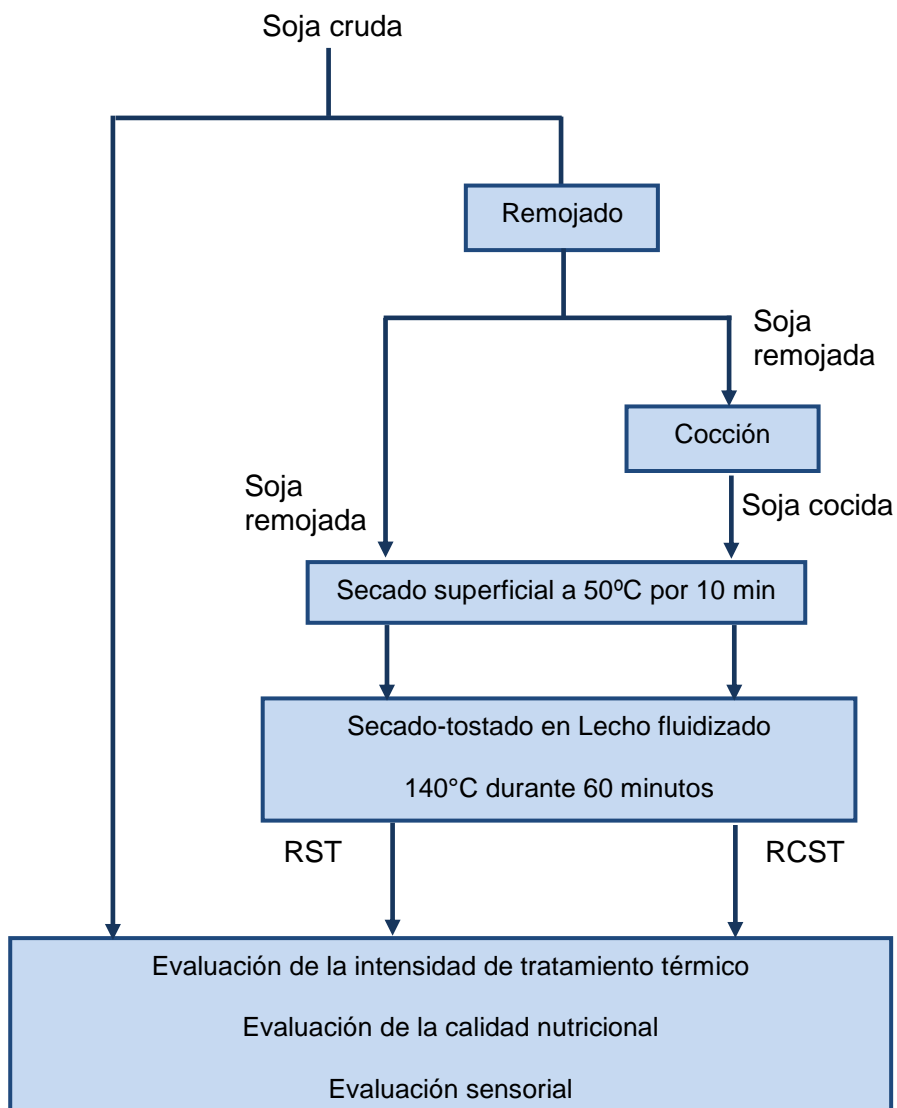 Soja cruda
Remojado
Soja
remojada
Cocción
Soja
remojada
Soja cocida
Secado superficial a 50ºC por 10 min
Secado-tostado en Lecho fluidizado
140°C durante 60 minutos
RST
RCST
Evaluación de la intensidad de tratamiento térmico
Evaluación de la calidad nutricional
Evaluación sensorial